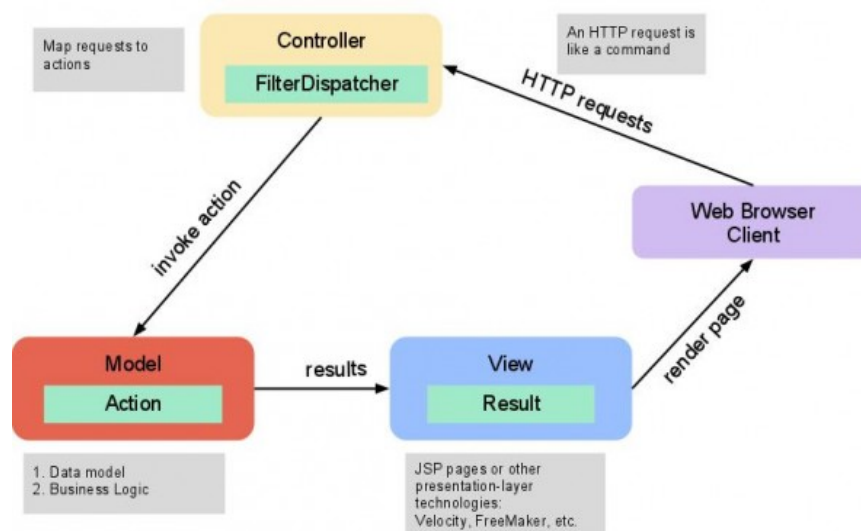 Map requests to
actions
Controller
FilterDispatcher
An HTTP request is
like a command
HTTP requests
invoke action
Web Browser
Client
Model
Action
results
View
Result
render page
1. Data model
2. Business Logic
JSP pages or other
presentation-layer
technologies:
Velocity, FreeMaker, etc.